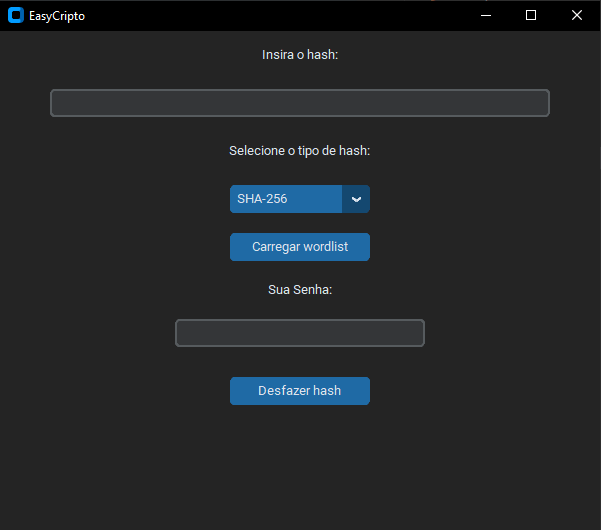 EasyCripto
Insira o hash:
Selecione o tipo de hash:
SHA-256
Carregar wordlist
Sua Senha:
Desfazer hash